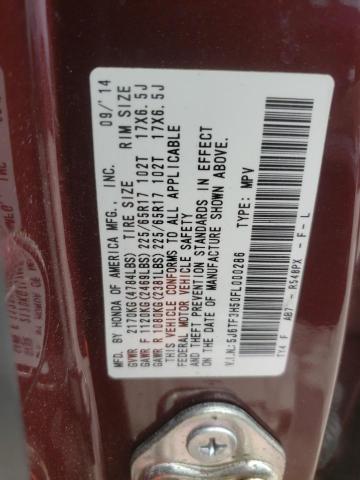 MFD. BY HONDA OF AMERICA MFG., INC. 09/'14
GVWR 2170KG(4784LBS) TIRE SIZE RIM SIZE
GAWR F 1120KG(2469LBS) 225/65R17 102T 17X6.5J
GAWR R 1080KG(2381LBS) 225/65R17 102T 17X6.5J
THIS VEHICLE CONFORMS TO ALL APPLICABLE
FEDERAL MOTOR VEHICLE SAFETY
AND THEFT PREVENTION STANDARDS IN EFFECT
ON THE DATE OF MANUFACTURE SHOWN ABOVE.
V.I.N.: 5J6TF3H50FL000286 TYPE: MPV
TY4 F AB7- R548PX -F-L